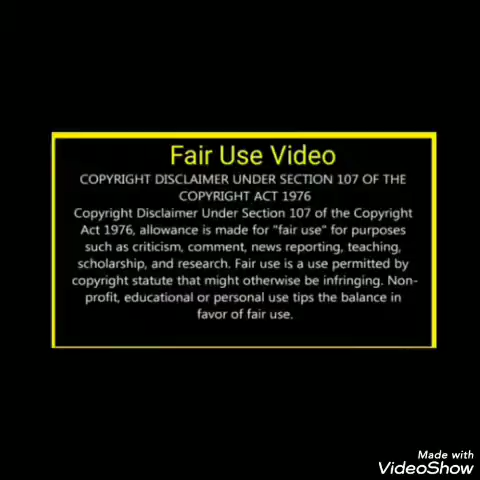 Fair Use Video
COPYRIGHT DISCLAIMER UNDER SECTION 107 OF THE
COPYRIGHT ACT 1976
Copyright Disclaimer Under Section 107 of the Copyright
Act 1976, allowance is made for "fair use" for purposes
such as criticism, comment, news reporting, teaching,
scholarship, and research. Fair use is a use permitted by
copyright statute that might otherwise be infringing. Non-
profit, educational or personal use tips the balance in
favor of fair use.
Made with
VideoShow